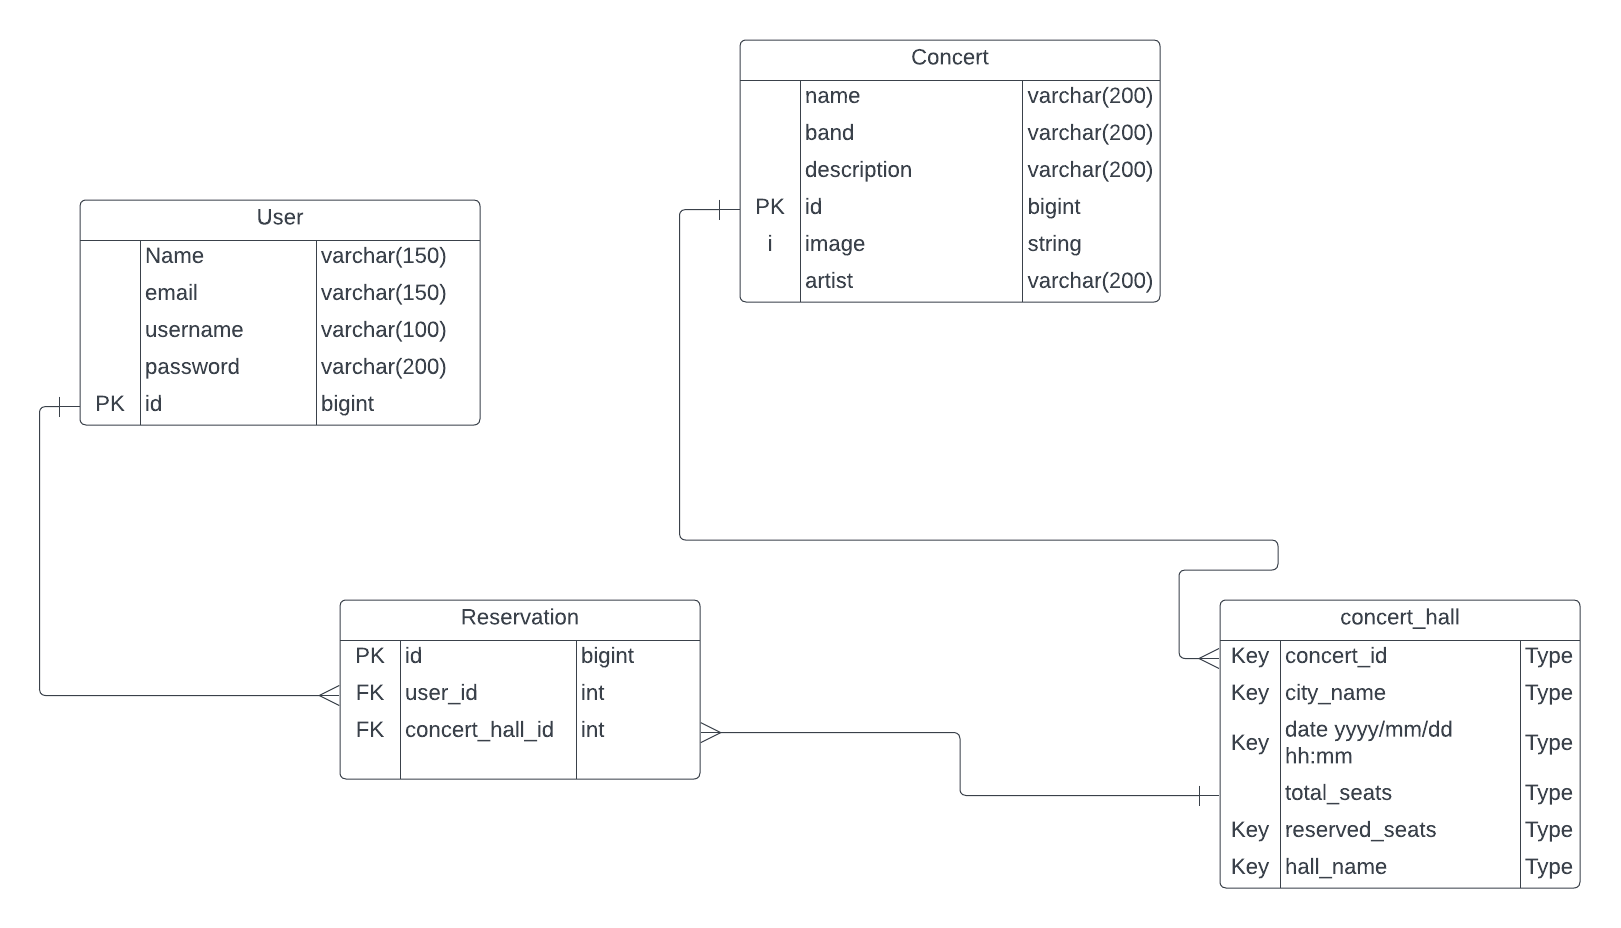 Concert
name varchar(200)
band varchar(200)
description varchar(200)
PK id bigint
i image string
artist varchar(200)
User
Name varchar(150)
email varchar(150)
username varchar(100)
password varchar(200)
PK id bigint
Reservation
PK id bigint
FK user_id int
FK concert_hall_id int
concert_hall
Key concert_id Type
Key city_name Type
Key date yyyy/mm/dd Type
hh:mm
total_seats Type
Key reserved_seats Type
Key hall_name Type